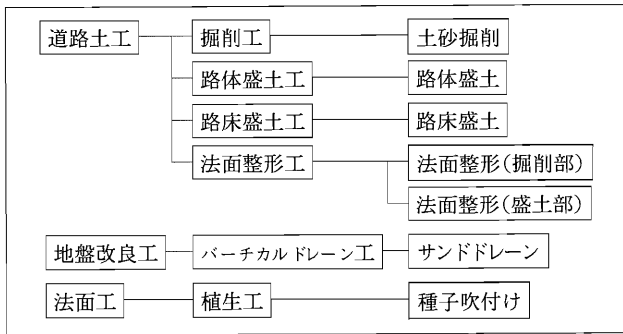 道路土工 掘削工 土砂掘削
路体盛土工 路体盛土
路床盛土工 路床盛土
法面整形工 法面整形(掘削部)
法面整形(盛土部)
地盤改良工 バーチカルドレーン工 サンドドレーン
法面工 植生工 種子吹付け